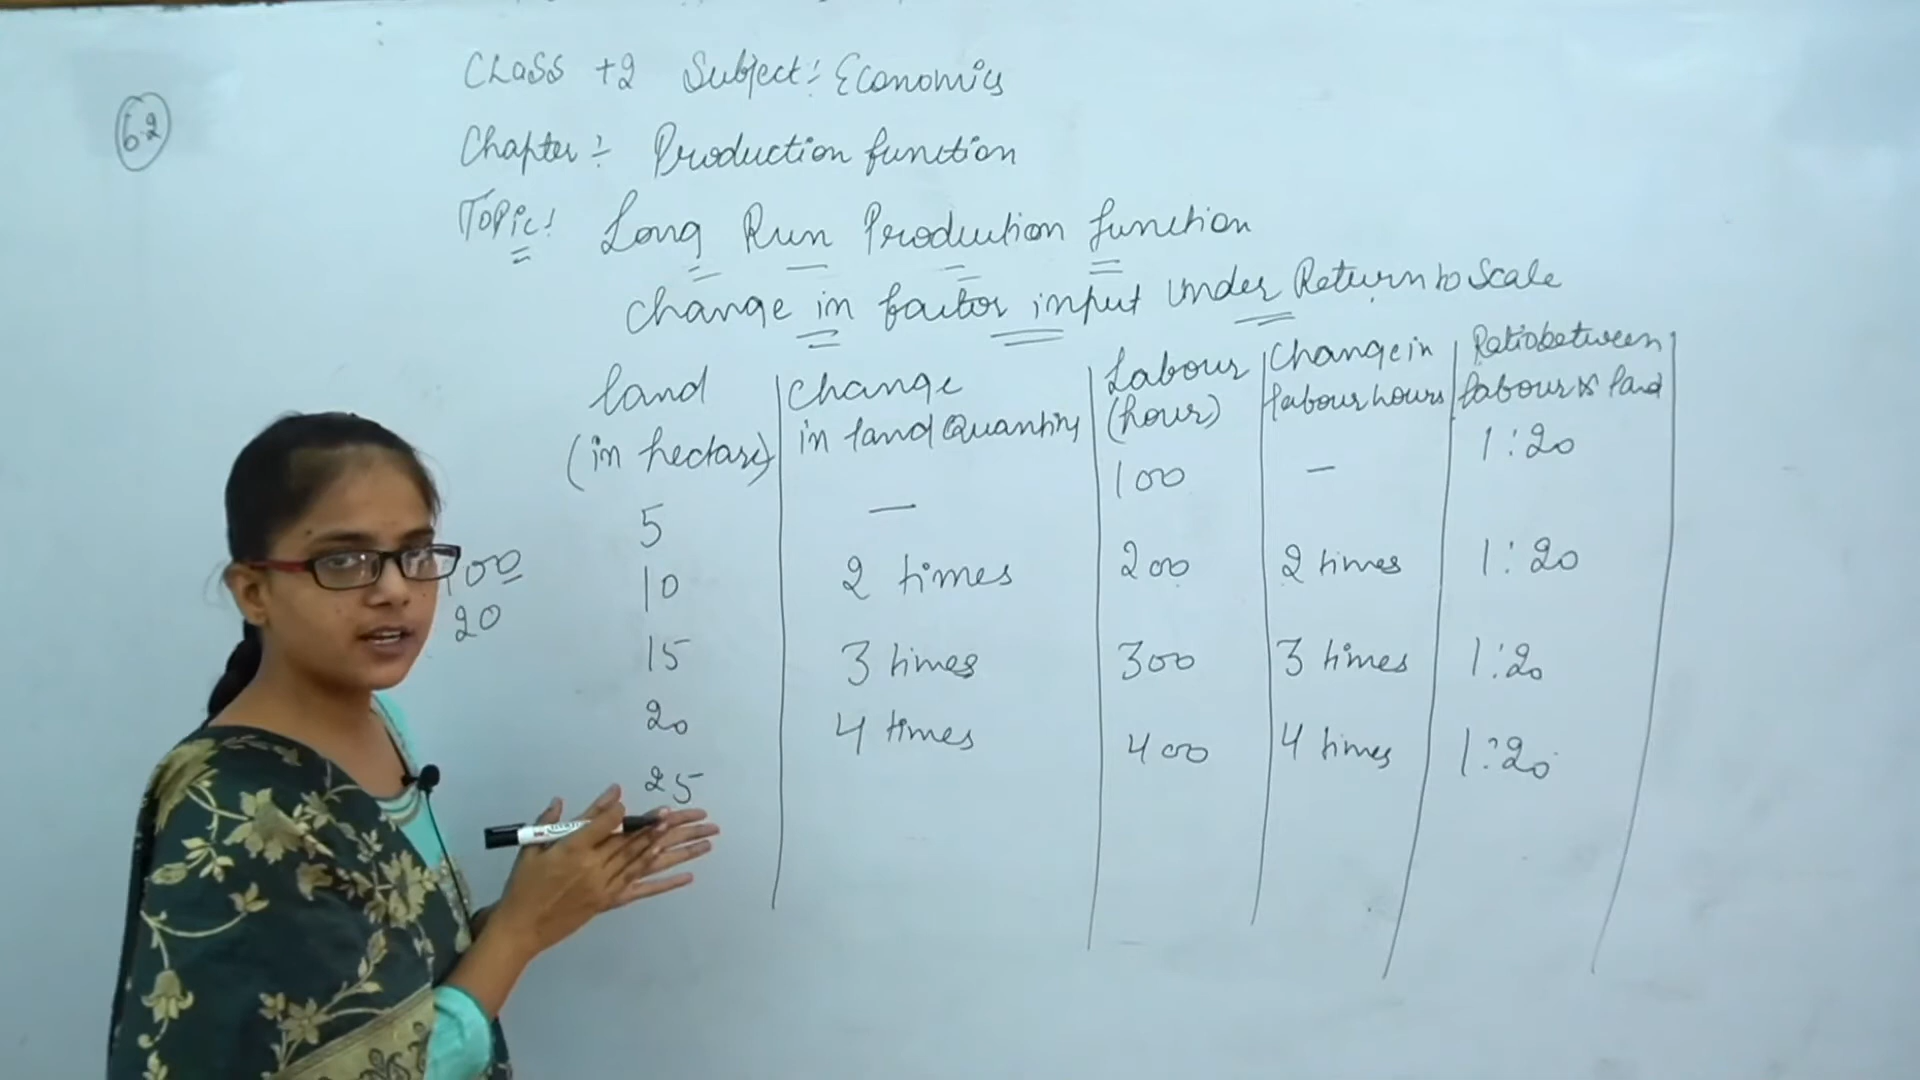 6.2
Class +2 Subject: Economics
Chapter:- Production function
Topic: Long Run Production function
Change in factor input under Return to Scale
land (in hectare) | Change in land Quantity | Labour (hour) | Change in labour hours | Ratio between labour & land
5 — 100 — 1:20
10 2 times 200 2 times 1:20
15 3 times 300 3 times 1:20
20 4 times 400 4 times 1:20
25
100
20